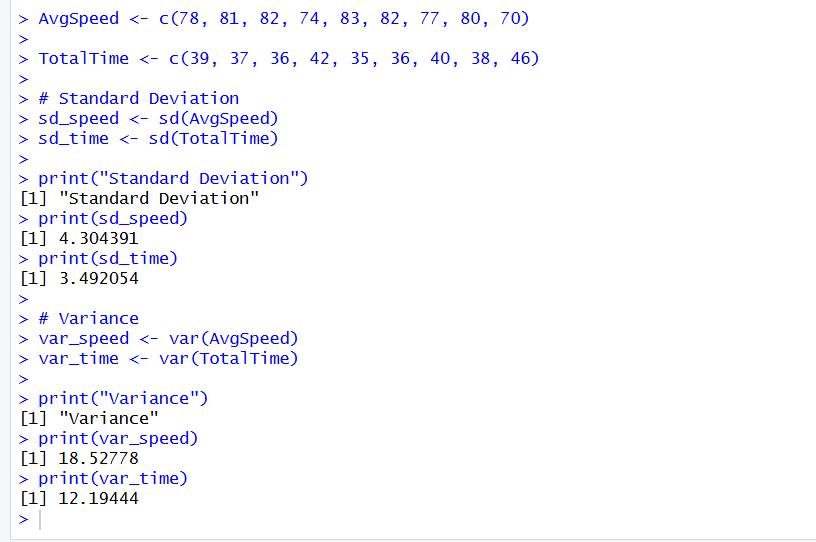 > AvgSpeed <- c(78, 81, 82, 74, 83, 82, 77, 80, 70)
>
> TotalTime <- c(39, 37, 36, 42, 35, 36, 40, 38, 46)
>
> # Standard Deviation
> sd_speed <- sd(AvgSpeed)
> sd_time <- sd(TotalTime)
>
> print("Standard Deviation")
[1] "Standard Deviation"
> print(sd_speed)
[1] 4.304391
> print(sd_time)
[1] 3.492054
>
> # Variance
> var_speed <- var(AvgSpeed)
> var_time <- var(TotalTime)
>
> print("Variance")
[1] "Variance"
> print(var_speed)
[1] 18.52778
> print(var_time)
[1] 12.19444
>